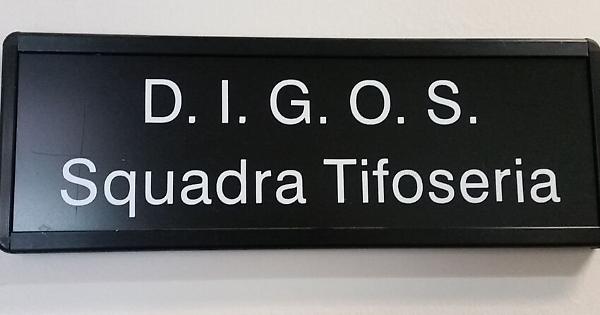 D. I. G. O. S.
Squadra Tifoseria